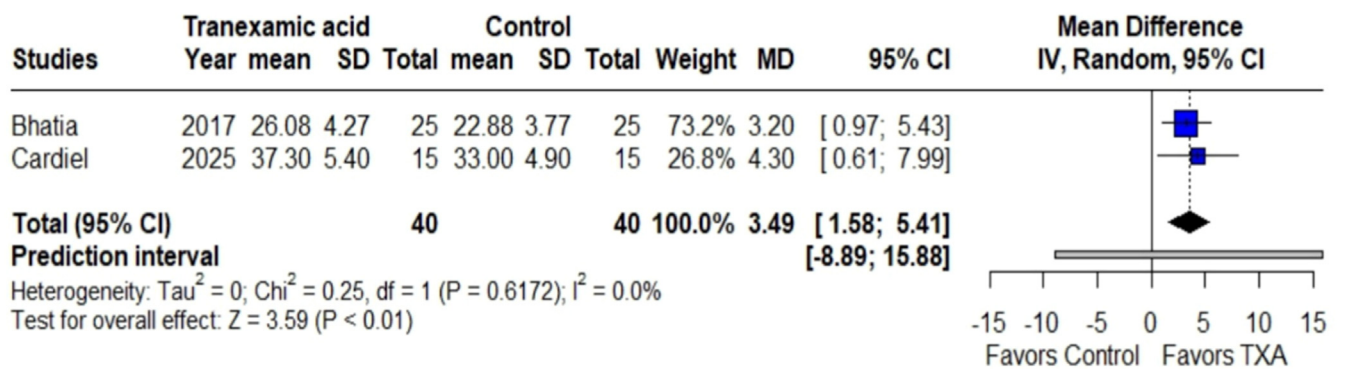 Tranexamic acid Control Mean Difference
Studies Year mean SD Total mean SD Total Weight MD 95% CI IV, Random, 95% CI
Bhatia 2017 26.08 4.27 25 22.88 3.77 25 73.2% 3.20 [0.97; 5.43]
Cardiel 2025 37.30 5.40 15 33.00 4.90 15 26.8% 4.30 [0.61; 7.99]
Total (95% CI) 40 40 100.0% 3.49 [1.58; 5.41]
Prediction interval [-8.89; 15.88]
Heterogeneity: Tau² = 0; Chi² = 0.25, df = 1 (P = 0.6172); I² = 0.0%
Test for overall effect: Z = 3.59 (P < 0.01)
-15 -10 -5 0 5 10 15
Favors Control Favors TXA